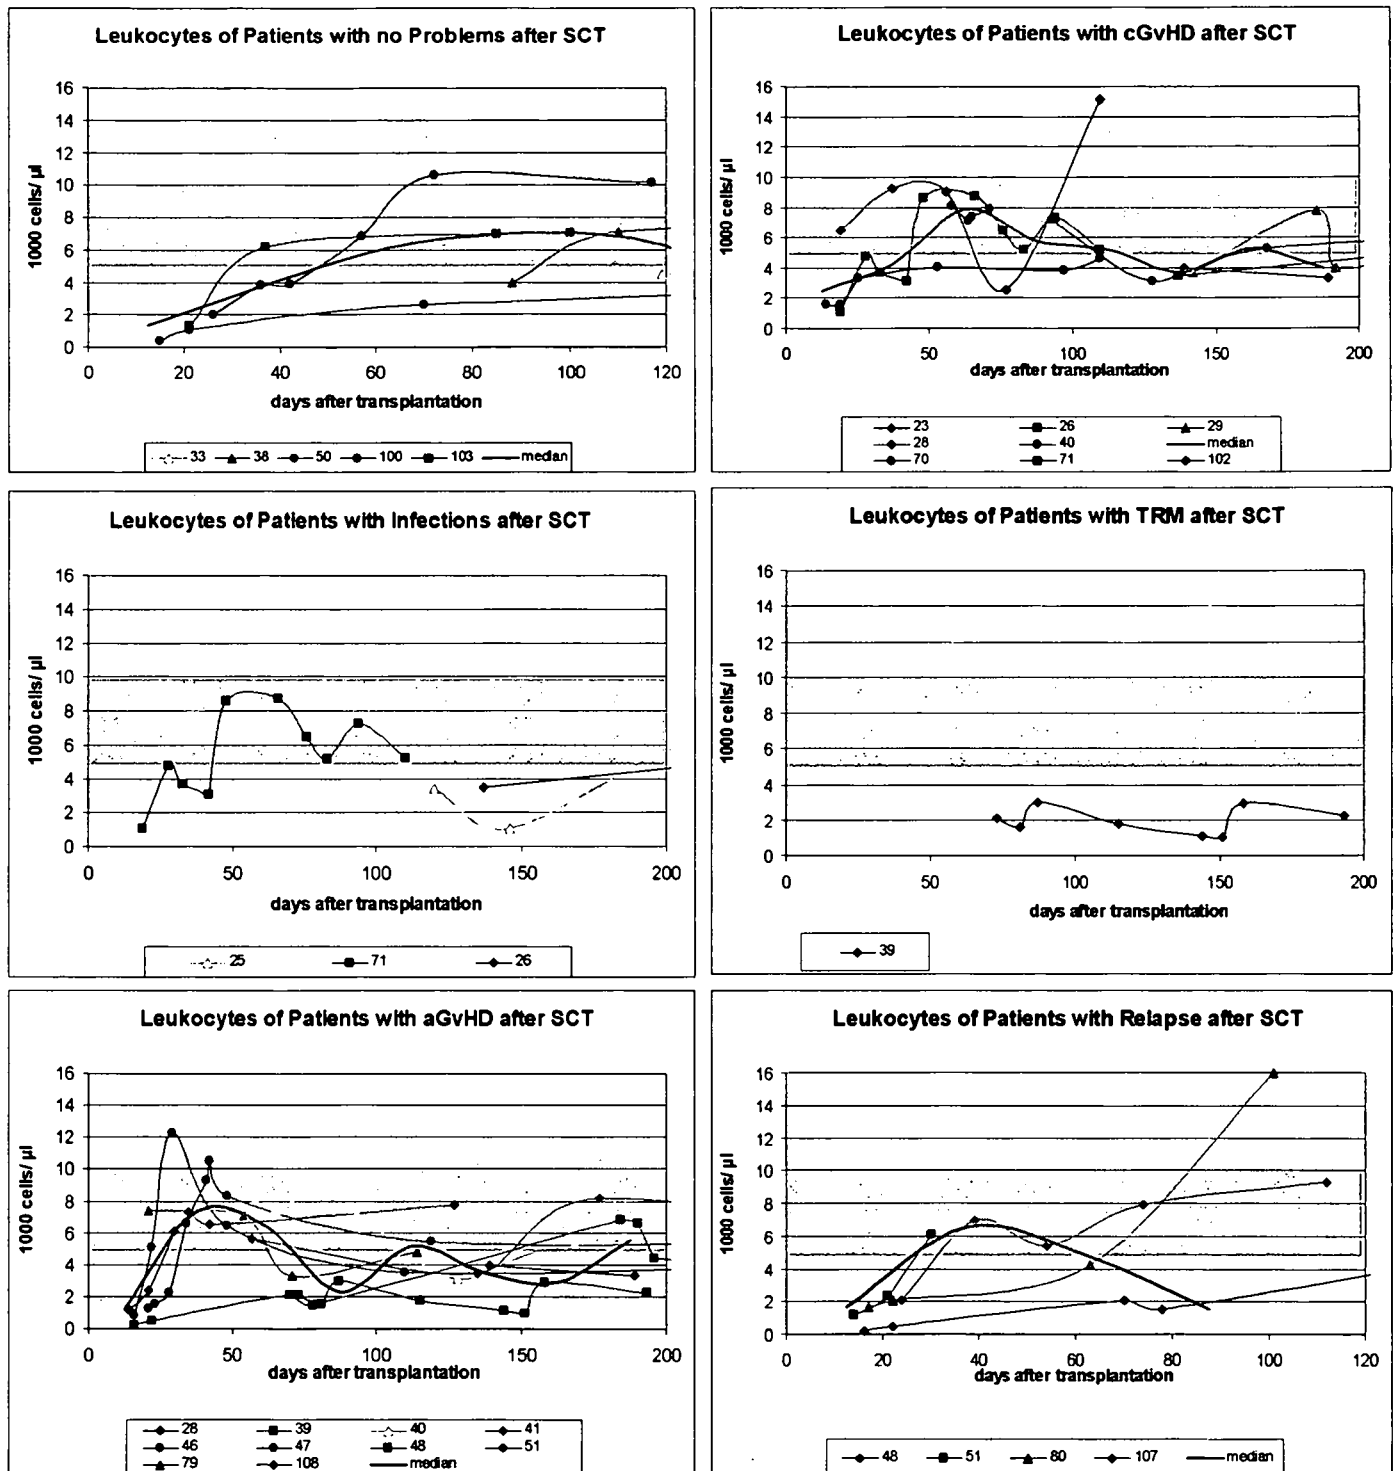 Leukocytes of Patients with no Problems after SCT
1000 cells/ µl
16
14
12
10
8
6
4
2
0
0 20 40 60 80 100 120
days after transplantation
33 38 50 100 103 median
Leukocytes of Patients with cGvHD after SCT
1000 cells/ µl
16
14
12
10
8
6
4
2
0
0 50 100 150 200
days after transplantation
23 26 29
28 40 median
70 71 102
Leukocytes of Patients with Infections after SCT
1000 cells/ µl
16
14
12
10
8
6
4
2
0
0 50 100 150 200
days after transplantation
25 71 26
Leukocytes of Patients with TRM after SCT
1000 cells/ µl
16
14
12
10
8
6
4
2
0
0 50 100 150 200
days after transplantation
39
Leukocytes of Patients with aGvHD after SCT
1000 cells/ µl
16
14
12
10
8
6
4
2
0
0 50 100 150 200
days after transplantation
28 39 40 41
46 47 48 51
79 108 median
Leukocytes of Patients with Relapse after SCT
1000 cells/ µl
16
14
12
10
8
6
4
2
0
0 20 40 60 80 100 120
days after transplantation
48 51 80 107 median